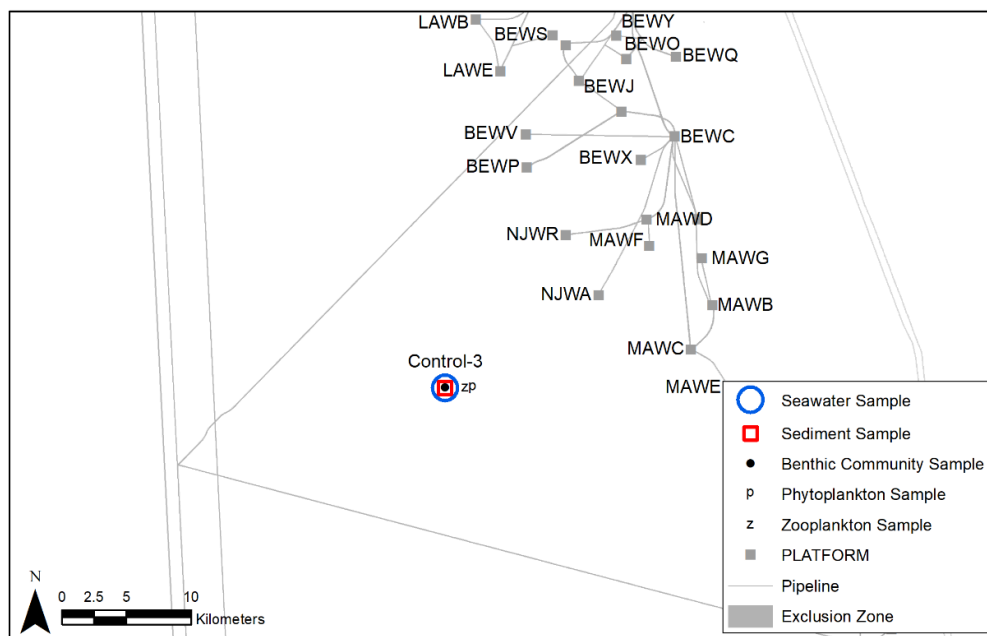 LAWB
BEWY
BEWS
BEWO
BEWQ
LAWE
BEWJ
BEWV
BEWC
BEWP
BEWX
MAWD
NJWR
MAWF
MAWG
NJWA
MAWB
MAWC
Control-3
zp
MAWE
Seawater Sample
Sediment Sample
Benthic Community Sample
p Phytoplankton Sample
z Zooplankton Sample
PLATFORM
Pipeline
Exclusion Zone
N
0 2.5 5 10
Kilometers